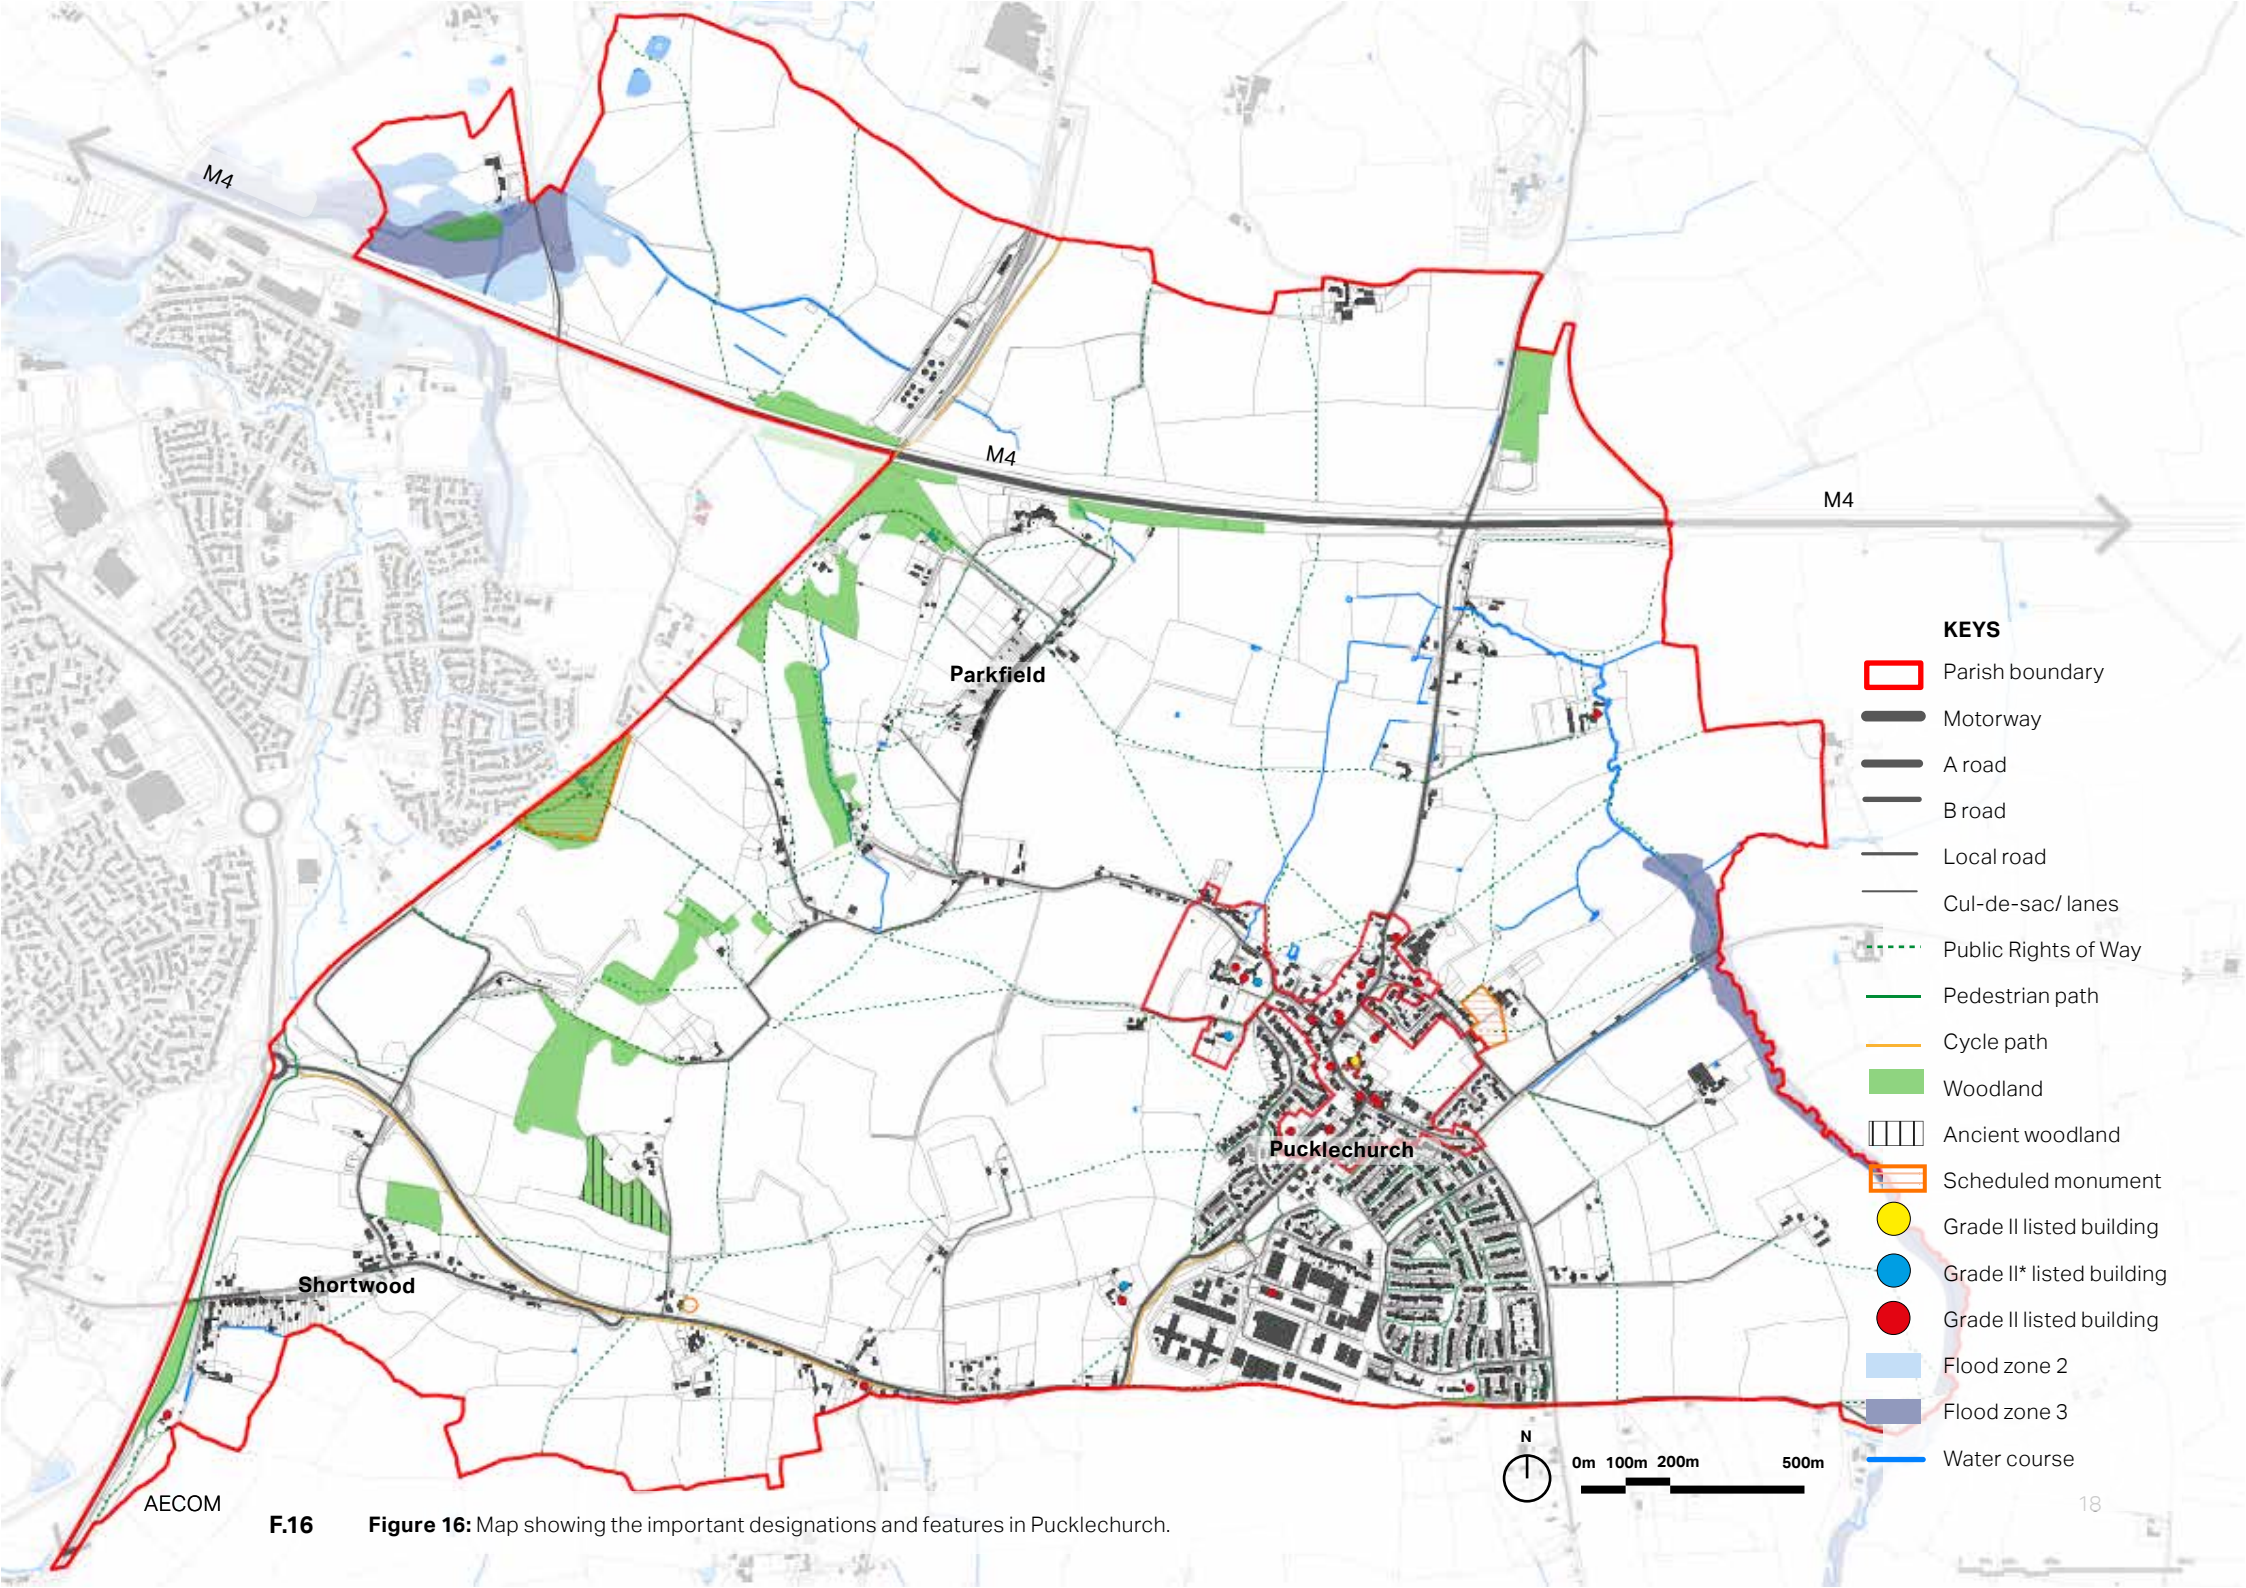 M4
M4
M4
Parkfield
Pucklechurch
Shortwood
KEYS
Parish boundary
Motorway
A road
B road
Local road
Cul-de-sac/ lanes
Public Rights of Way
Pedestrian path
Cycle path
Woodland
Ancient woodland
Scheduled monument
Grade II listed building
Grade II* listed building
Grade II listed building
Flood zone 2
Flood zone 3
Water course
N
0m 100m 200m 500m
18
AECOM
F.16 Figure 16: Map showing the important designations and features in Pucklechurch.